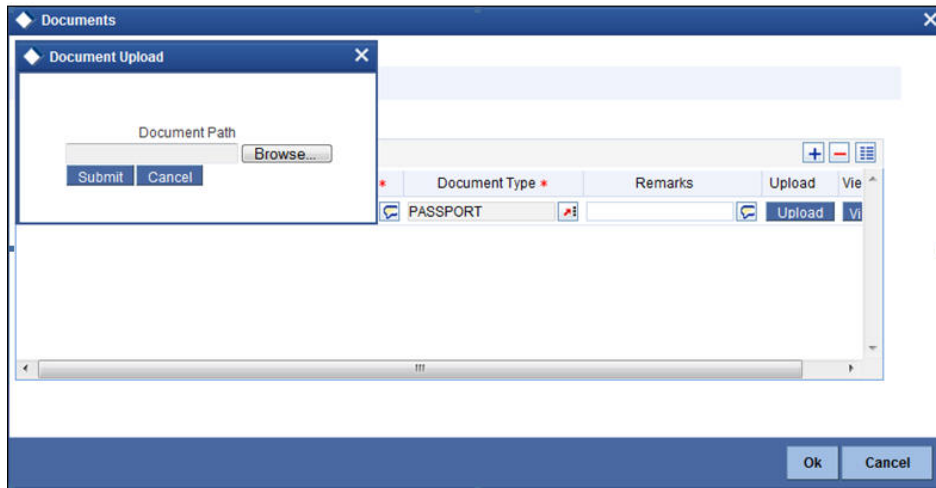 Documents
Document Upload
Document Path
Browse...
Submit Cancel
* Document Type * Remarks Upload Vie
PASSPORT Upload Vi
Ok Cancel